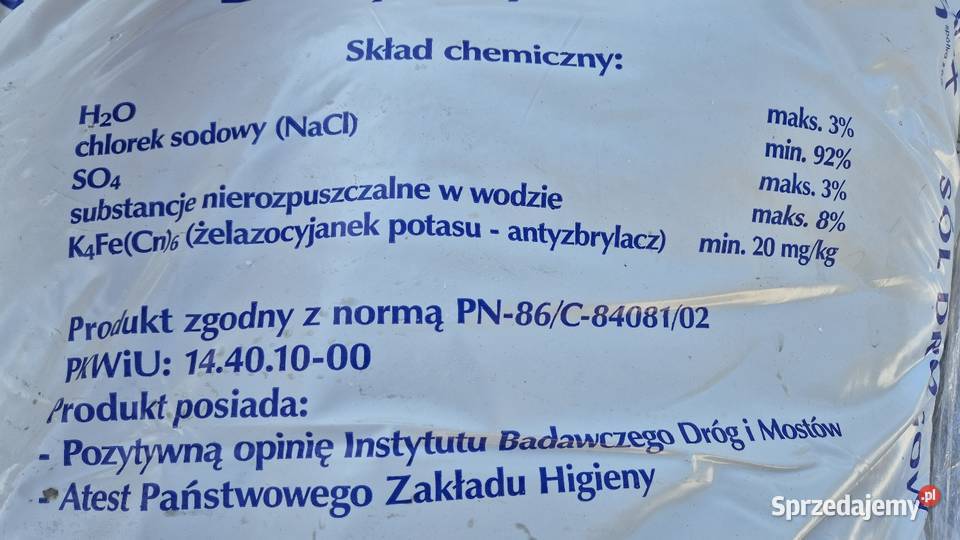 Skład chemiczny:
H₂O maks. 3%
chlorek sodowy (NaCl) min. 92%
SO₄ maks. 3%
substancje nierozpuszczalne w wodzie maks. 8%
K₄Fe(Cn)₆ (żelazocyjanek potasu - antyzbrylacz) min. 20 mg/kg
Produkt zgodny z normą PN-86/C-84081/02
PKWiU: 14.40.10-00
Produkt posiada:
- Pozytywną opinię Instytutu Badawczego Dróg i Mostów
- Atest Państwowego Zakładu Higieny
SÓL DRO
Sprzedajemy.pl